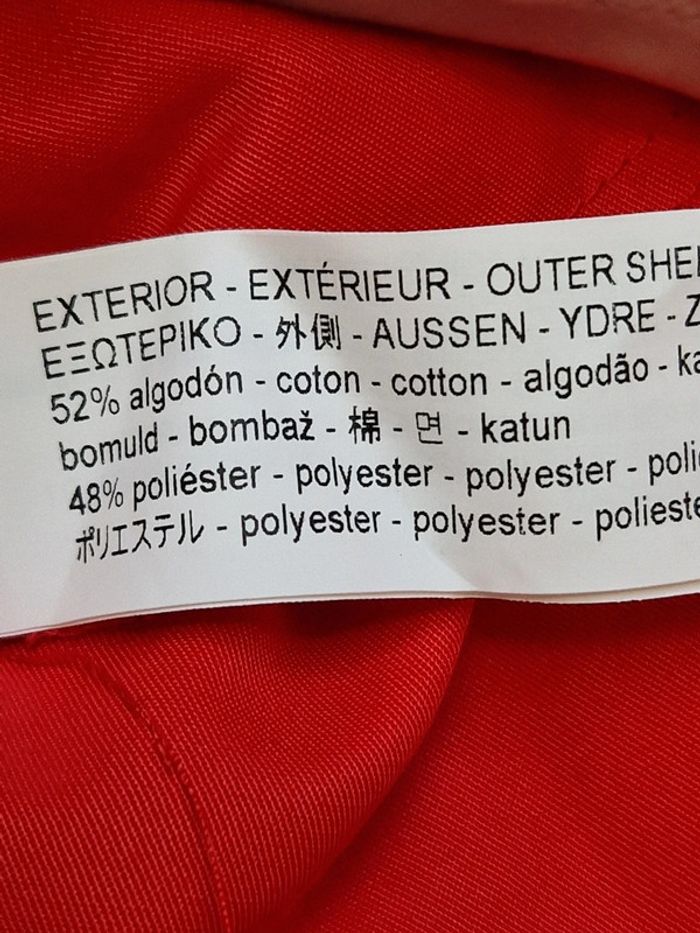 EXTERIOR - EXTÉRIEUR - OUTER
ΕΞΩΤΕΡΙΚΟ - 外側 - AUSSEN - YDRE -
52% algodón - coton - cotton - algodão -
bomuld - bombaž - 棉 - 면 - katun
48% poliéster - polyester - polyester -
ポリエステル - polyester - polyester -